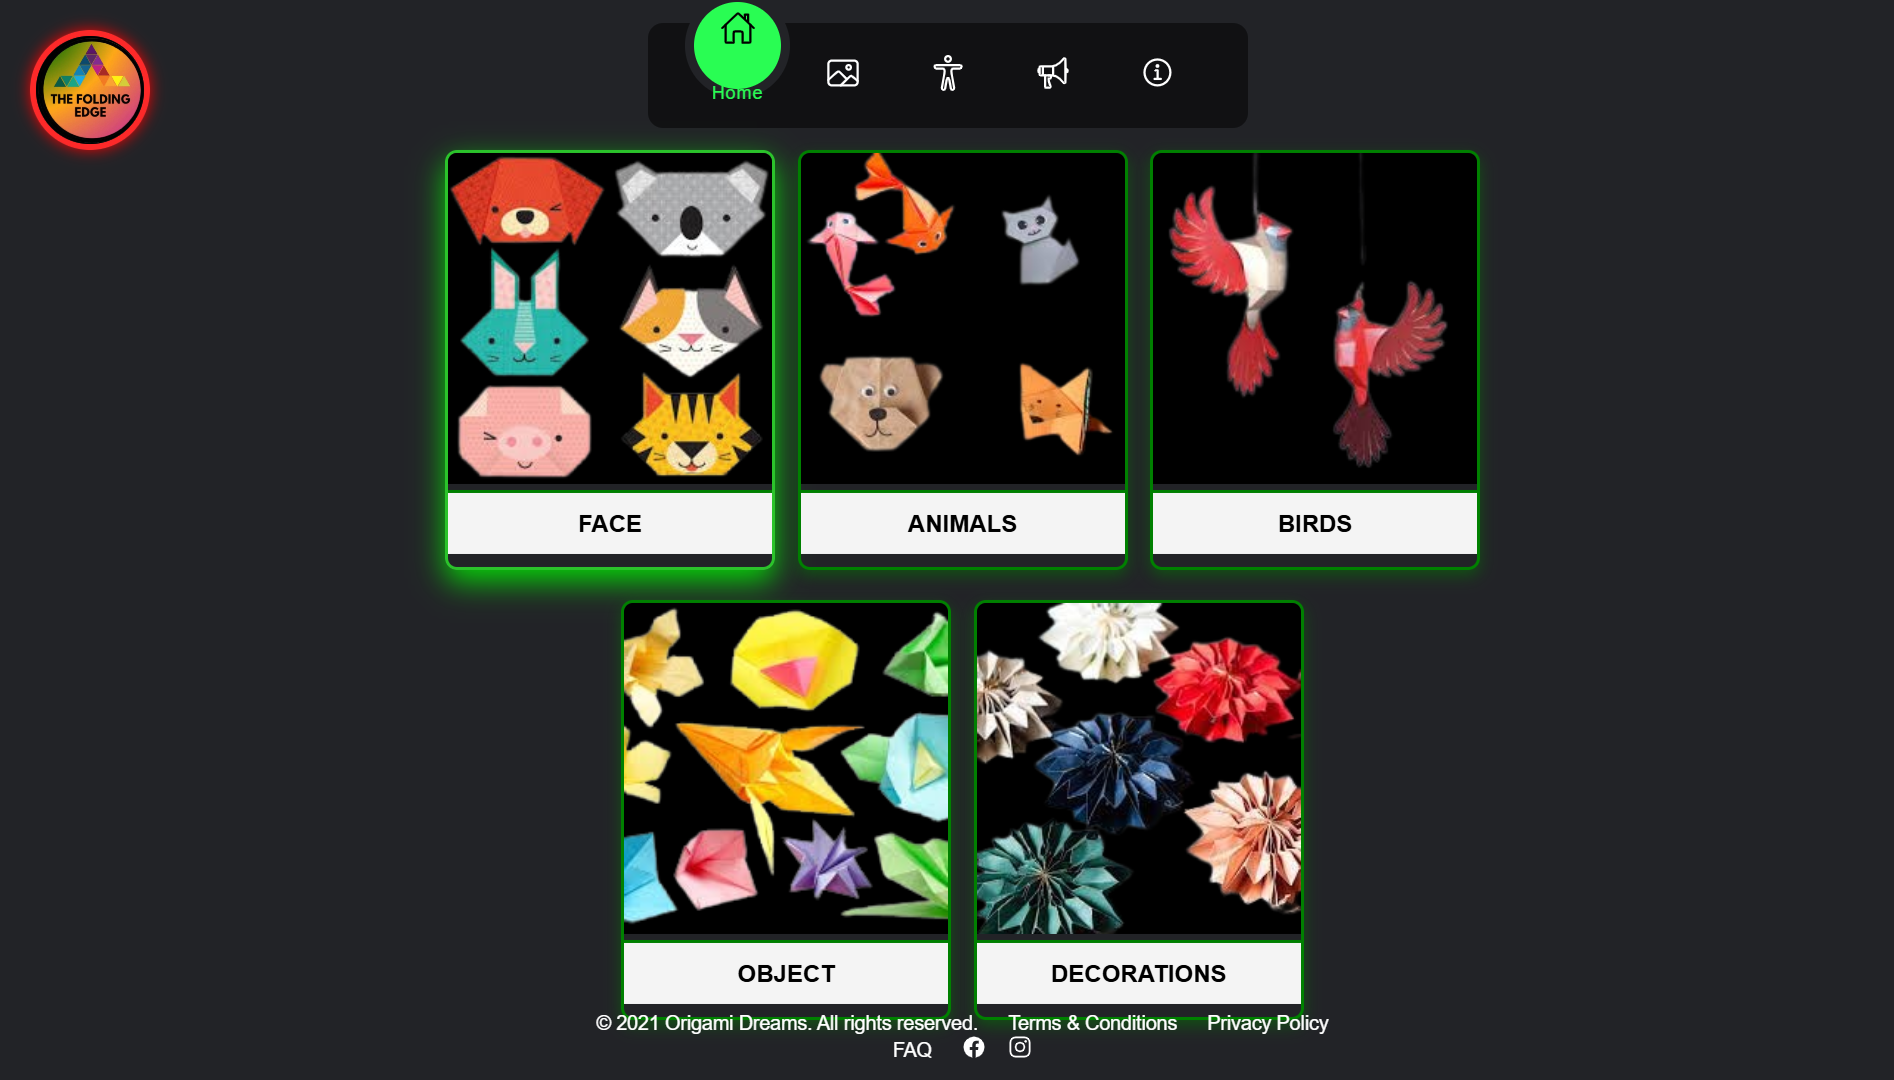 THE FOLDING
EDGE
Home
FACE
ANIMALS
BIRDS
OBJECT
DECORATIONS
© 2021 Origami Dreams. All rights reserved. Terms & Conditions Privacy Policy
FAQ